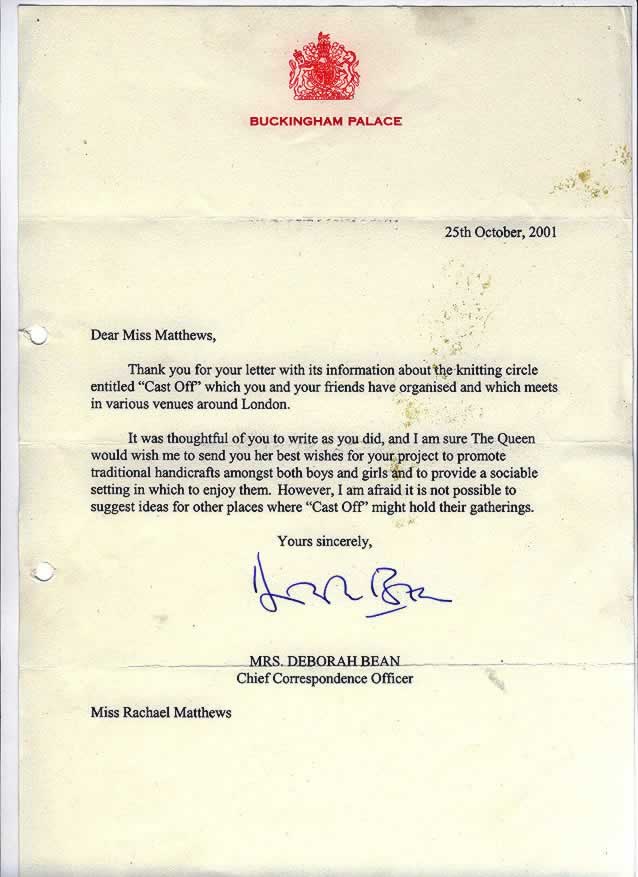 BUCKINGHAM PALACE
25th October, 2001
Dear Miss Matthews,
Thank you for your letter with its information about the knitting circle
entitled “Cast Off” which you and your friends have organised and which meets
in various venues around London.
It was thoughtful of you to write as you did, and I am sure The Queen
would wish me to send you her best wishes for your project to promote
traditional handicrafts amongst both boys and girls and to provide a sociable
setting in which to enjoy them. However, I am afraid it is not possible to
suggest ideas for other places where “Cast Off” might hold their gatherings.
Yours sincerely,
Deborah Bean
MRS. DEBORAH BEAN
Chief Correspondence Officer
Miss Rachael Matthews